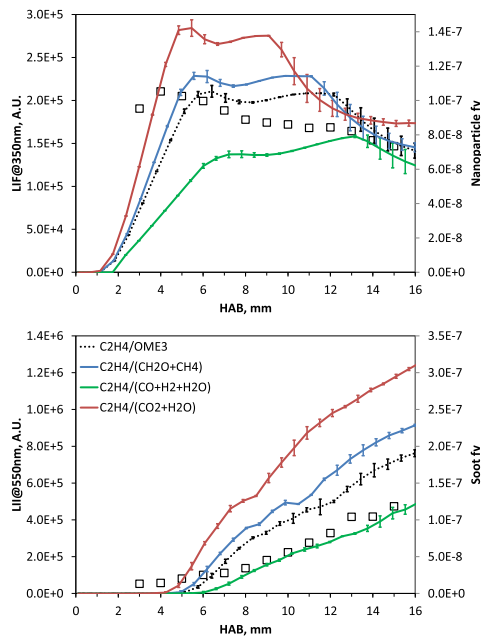 3.0E+5
2.5E+5
2.0E+5
1.5E+5
1.0E+5
5.0E+4
0.0E+0
LIF@350nm, A.U.
1.4E-7
1.2E-7
1.0E-7
8.0E-8
6.0E-8
4.0E-8
2.0E-8
0.0E+0
Nanoparticle fv
0 2 4 6 8 10 12 14 16
HAB, mm
1.4E+6
1.2E+6
1.0E+6
8.0E+5
6.0E+5
4.0E+5
2.0E+5
0.0E+0
LII@550nm, A.U.
C2H4/OME3
C2H4/(CH2O+CH4)
C2H4/(CO+H2+H2O)
C2H4/(CO2+H2O)
3.5E-7
3.0E-7
2.5E-7
2.0E-7
1.5E-7
1.0E-7
5.0E-8
0.0E+0
Soot fv
0 2 4 6 8 10 12 14 16
HAB, mm